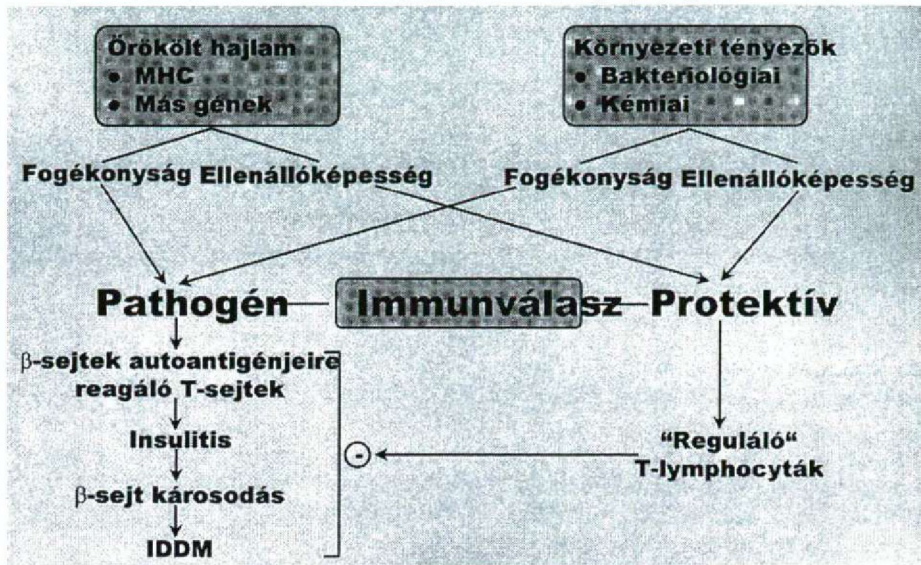 Örökölt hajlam
• MHC
• Más gének
Környezeti tényezők
• Bakteriológiai
• Kémiai
Fogékonyság Ellenállóképesség
Fogékonyság Ellenállóképesség
Pathogén
Immunválasz
Protektív
β-sejtek autoantigénjeire
reagáló T-sejtek
Insulitis
β-sejt károsodás
IDDM
-
“Reguláló“
T-lymphocyták